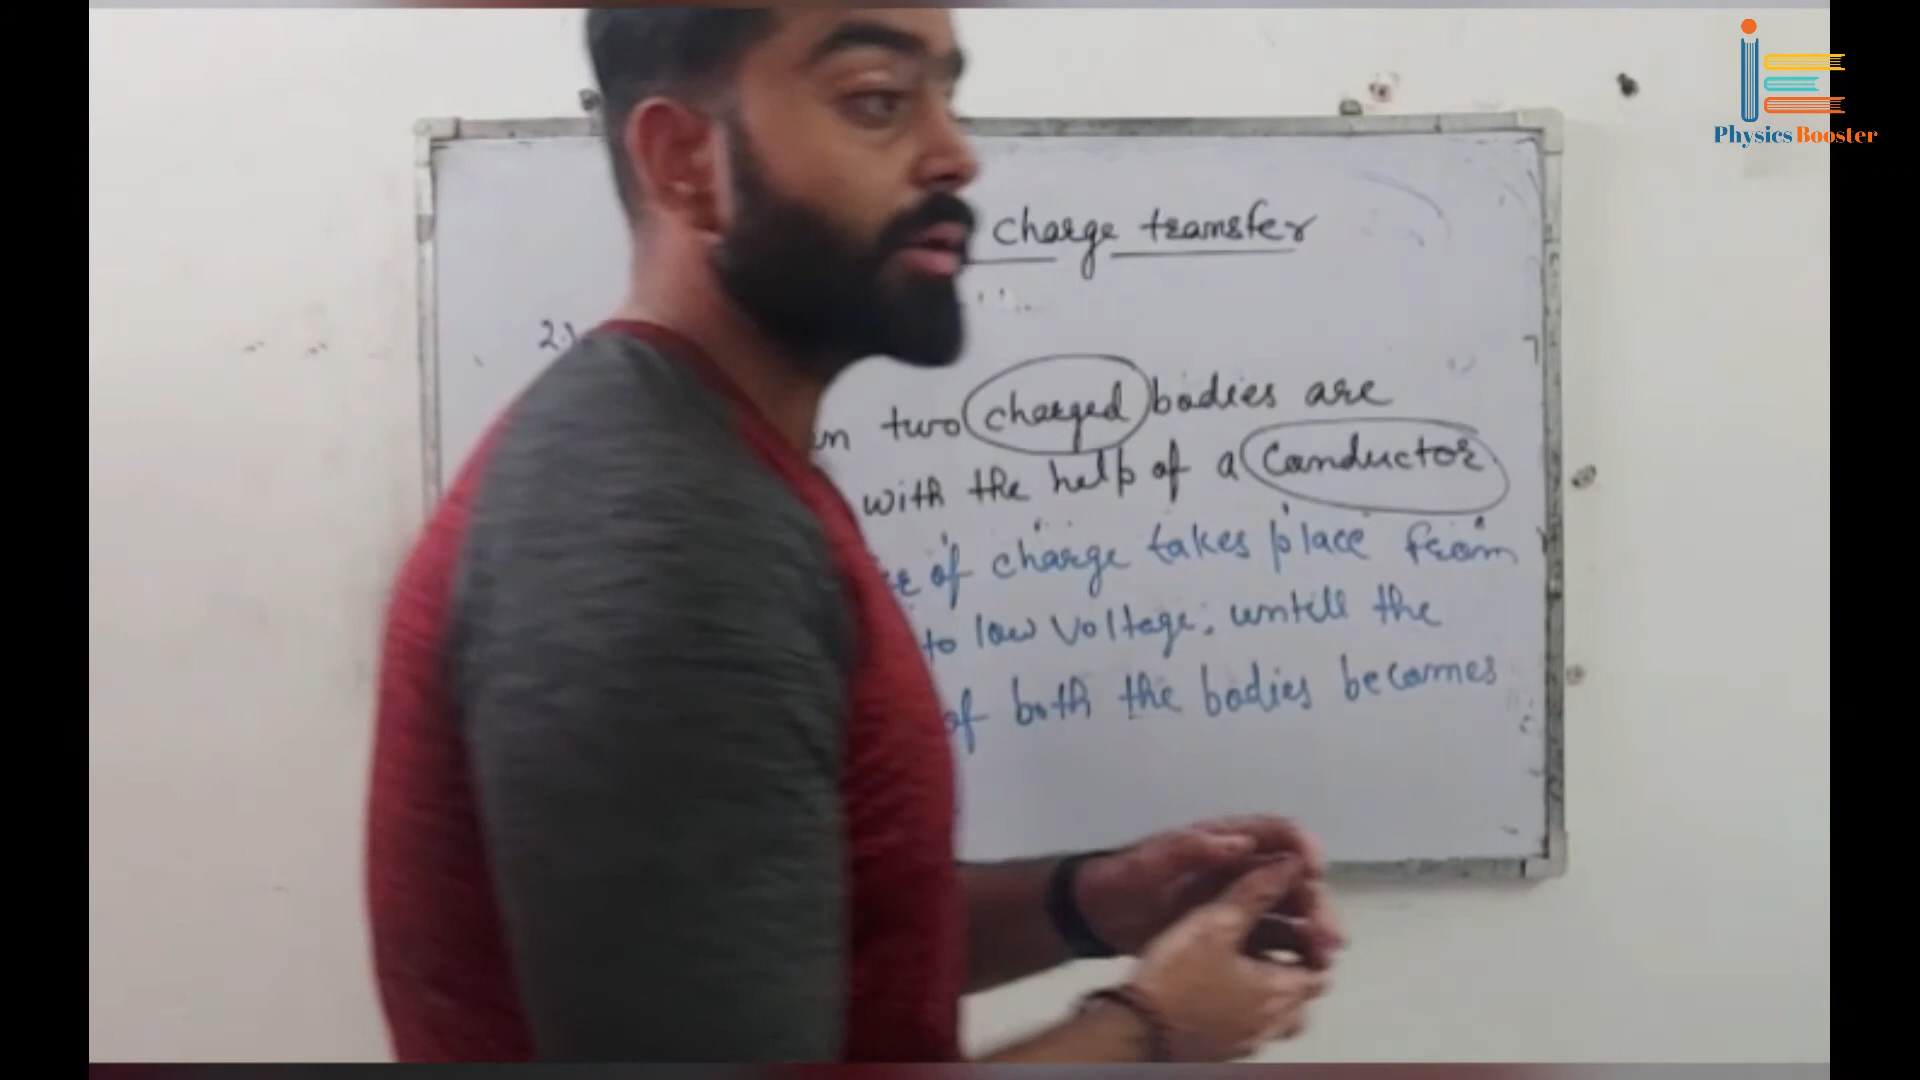 Physics Booster
charge transfer
2.)
two charged bodies are
with the help of a conductor
of charge takes place from
to low voltage. untill the
of both the bodies becomes